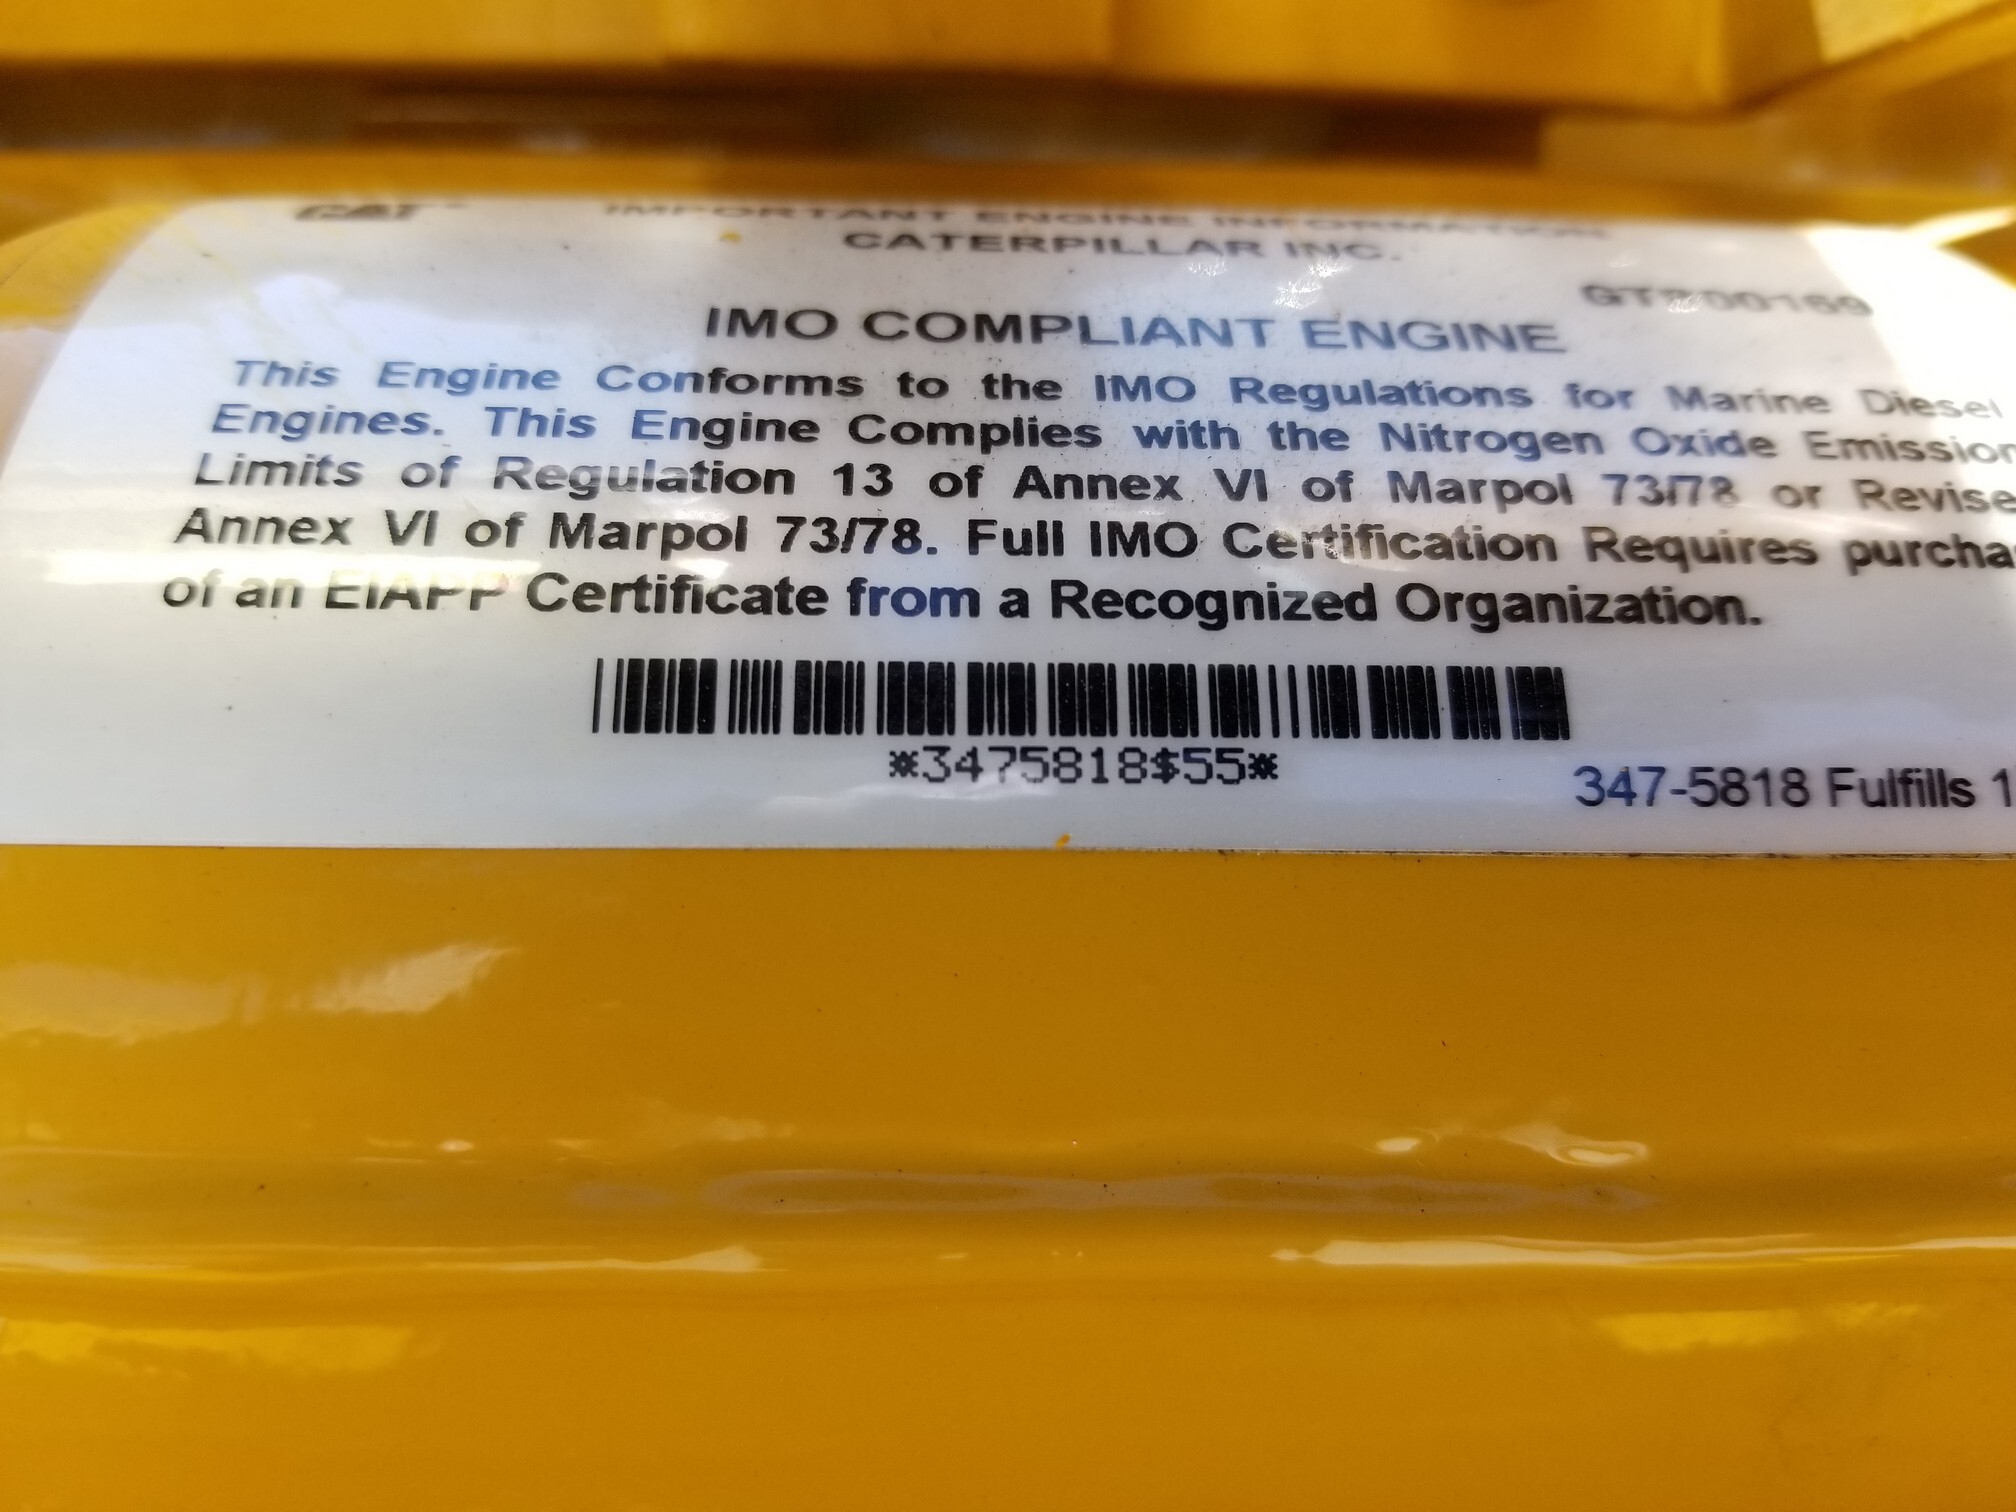 CAT
IMPORTANT ENGINE INFORMATION
CATERPILLAR INC.
IMO COMPLIANT ENGINE
This Engine Conforms to the IMO Regulations for Marine Diesel
Engines. This Engine Complies with the Nitrogen Oxide Emission
Limits of Regulation 13 of Annex VI of Marpol 73/78 or Revise
Annex VI of Marpol 73/78. Full IMO Certification Requires purcha
of an EIAPP Certificate from a Recognized Organization.
*3475818$55*
347-5818 Fulfills 1